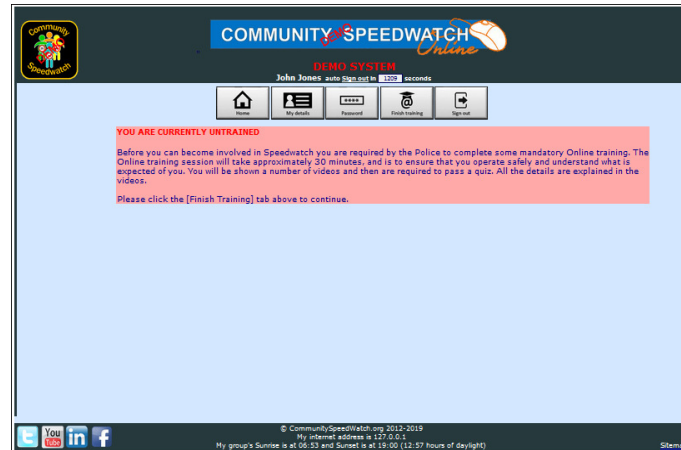 Community
Speedwatch
COMMUNITY SPEEDWATCH
DEMO
Online
DEMO SYSTEM
John Jones auto Sign out in 1209 seconds
Home
My details
Password
Finish training
Sign out
YOU ARE CURRENTLY UNTRAINED
Before you can become involved in Speedwatch you are required by the Police to complete some mandatory Online training. The
Online training session will take approximately 30 minutes, and is to ensure that you operate safely and understand what is
expected of you. You will be shown a number of videos and then are required to pass a quiz. All the details are explained in the
videos.
Please click the [Finish Training] tab above to continue.
You
Tube
in
f
© CommunitySpeedWatch.org 2012-2019
My internet address is 127.0.0.1
My group's Sunrise is at 06:53 and Sunset is at 19:00 (12:57 hours of daylight)